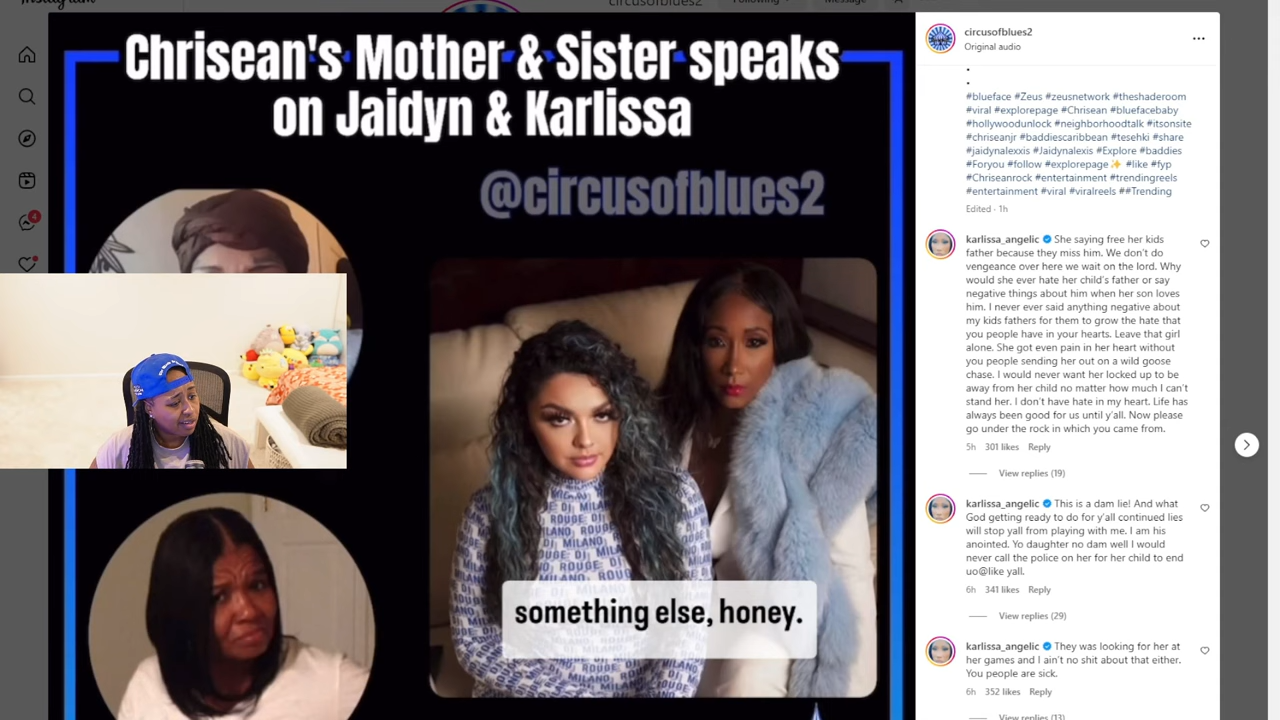 Instagram
circusofblues2
Following
Message
Chrisean's Mother & Sister speaks
on Jaidyn & Karlissa
@circusofblues2
something else, honey.
4
circusofblues2
Original audio
•
•
#blueface #Zeus #zeusnetwork #theshaderoom
#viral #explorepage #Chrisean #bluefacebaby
#hollywoodunlock #neighborhoodtalk #itsonsite
#chriseanjr #baddiescaribbean #tesehki #share
#jaidynalexxis #Jaidynalexis #Explore #baddies
#Foryou #follow #explorepage✨ #like #fyp
#Chriseanrock #entertainment #trendingreels
#entertainment #viral #viralreels ##Trending
Edited · 1h
karlissa_angelic She saying free her kids
father because they miss him. We don't do
vengeance over here we wait on the lord. Why
would she ever hate her child's father or say
negative things about him when her son loves
him. I never ever said anything negative about
my kids fathers for them to grow the hate that
you people have in your hearts. Leave that girl
alone. She got even pain in her heart without
you people sending her out on a wild goose
chase. I would never want her locked up to be
away from her child no matter how much I can't
stand her. I don't have hate in my heart. Life has
always been good for us until y'all. Now please
go under the rock in which you came from.
5h 301 likes Reply
View replies (19)
karlissa_angelic This is a dam lie! And what
God getting ready to do for y'all continued lies
will stop yall from playing with me. I am his
anointed. Yo daughter no dam well I would
never call the police on her for her child to end
uo@like yall.
6h 341 likes Reply
View replies (29)
karlissa_angelic They was looking for her at
her games and I ain't no shit about that either.
You people are sick.
6h 352 likes Reply
View replies (13)